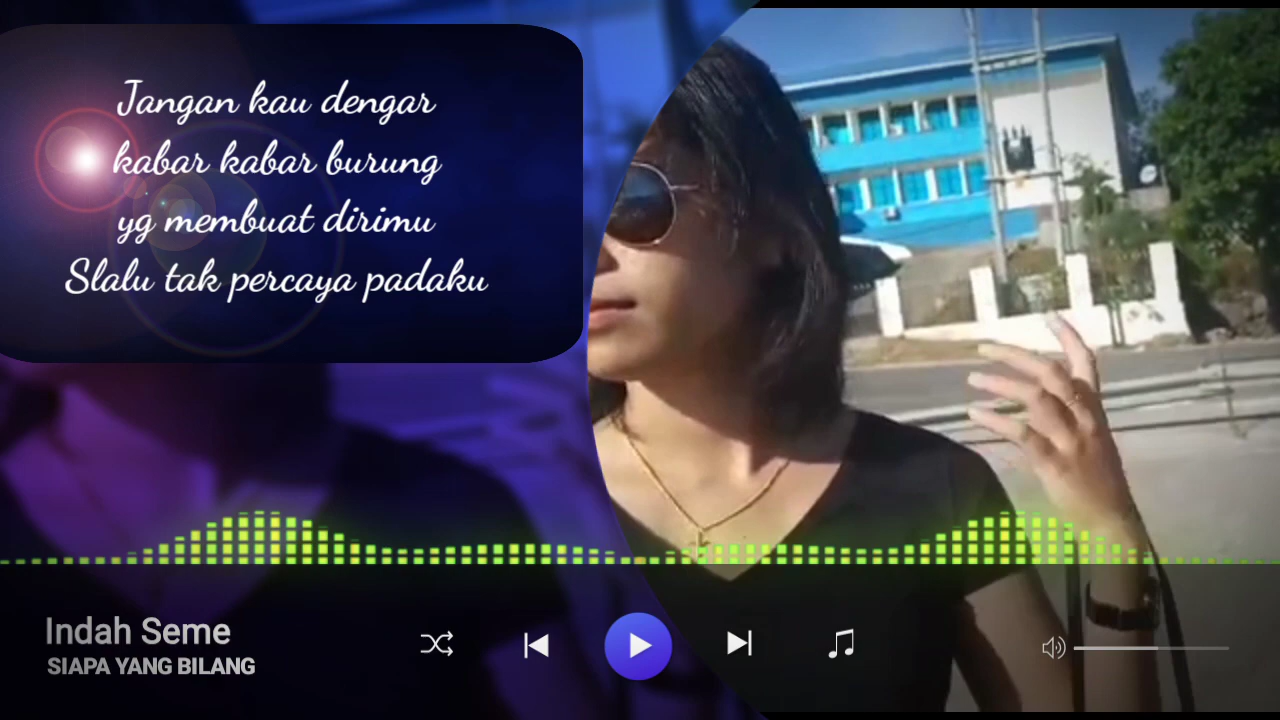 Jangan kau dengar
kabar kabar burung
yg membuat dirimu
Slalu tak percaya padaku
Indah Seme
SIAPA YANG BILANG